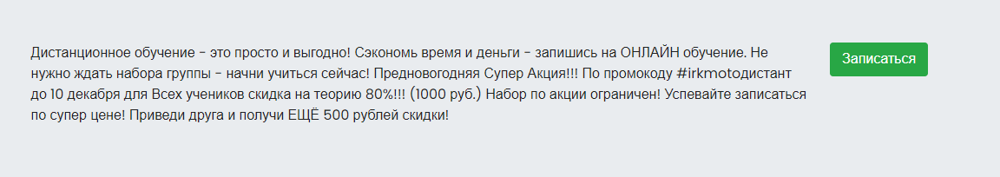 Дистанционное обучение - это просто и выгодно! Сэкономь время и деньги - запишись на ОНЛАЙН обучение. Не
нужно ждать набора группы - начни учиться сейчас! Предновогодняя Супер Акция!!! По промокоду #irkmotoдистант
до 10 декабря для Всех учеников скидка на теорию 80%!!! (1000 руб.) Набор по акции ограничен! Успевайте записаться
по супер цене! Приведи друга и получи ЕЩЁ 500 рублей скидки!
Записаться